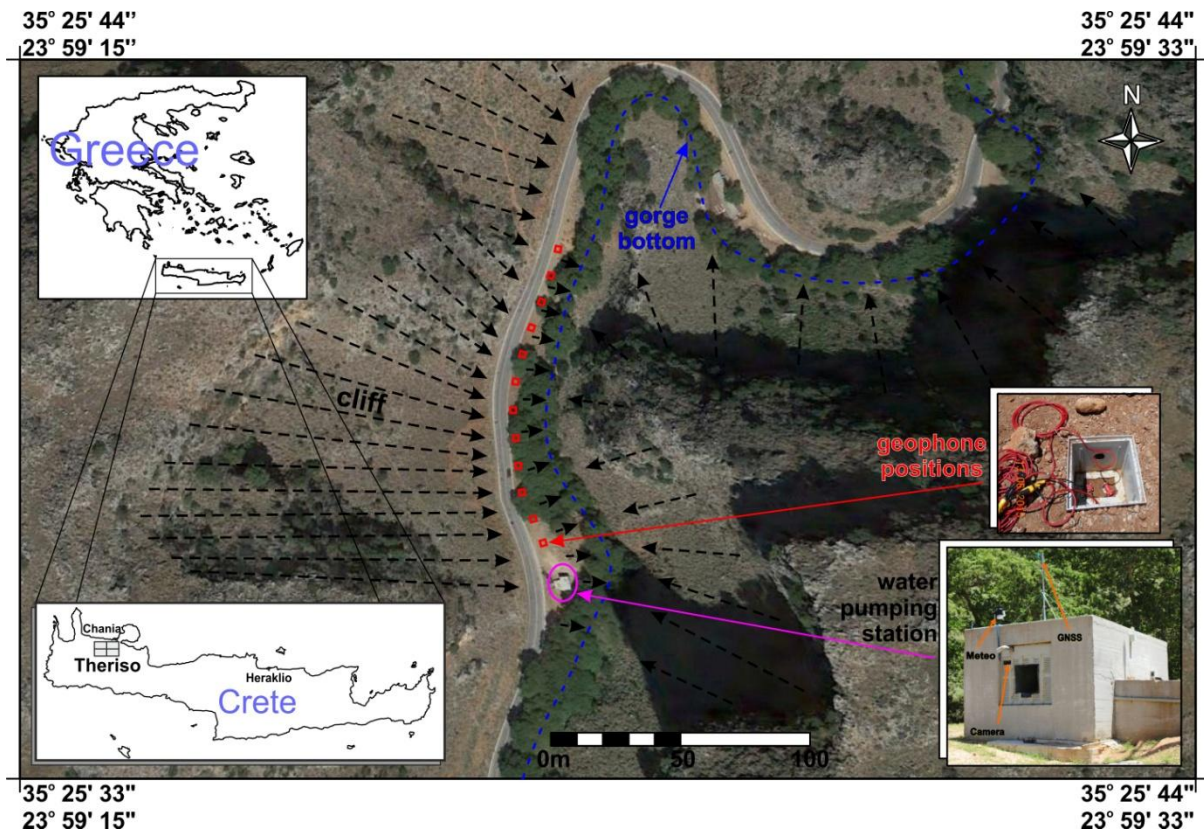 35° 25' 44"
23° 59' 15"
35° 25' 44"
23° 59' 33"
Greece
N
gorge
bottom
cliff
geophone
positions
water
pumping
station
Chania
Theriso
Heraklio
Crete
GNSS
Meteo
Camera
0m
50
100
35° 25' 33"
23° 59' 15"
35° 25' 44"
23° 59' 33"